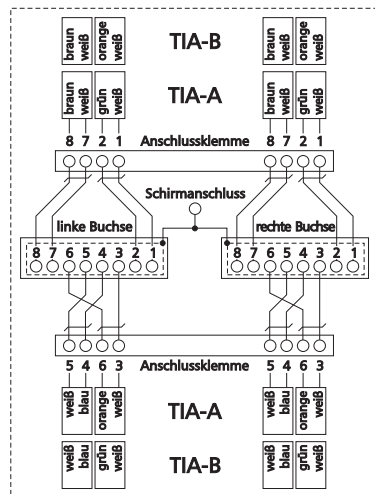 braun weiß orange weiß TIA-B braun weiß orange weiß
braun weiß grün weiß TIA-A braun weiß grün weiß
8 7 2 1 Anschlussklemme 8 7 2 1
Schirmanschluss
linke Buchse rechte Buchse
8 7 6 5 4 3 2 1 8 7 6 5 4 3 2 1
5 4 6 3 Anschlussklemme 5 4 6 3
weiß blau orange weiß TIA-A weiß blau orange weiß
weiß blau grün weiß TIA-B weiß blau grün weiß